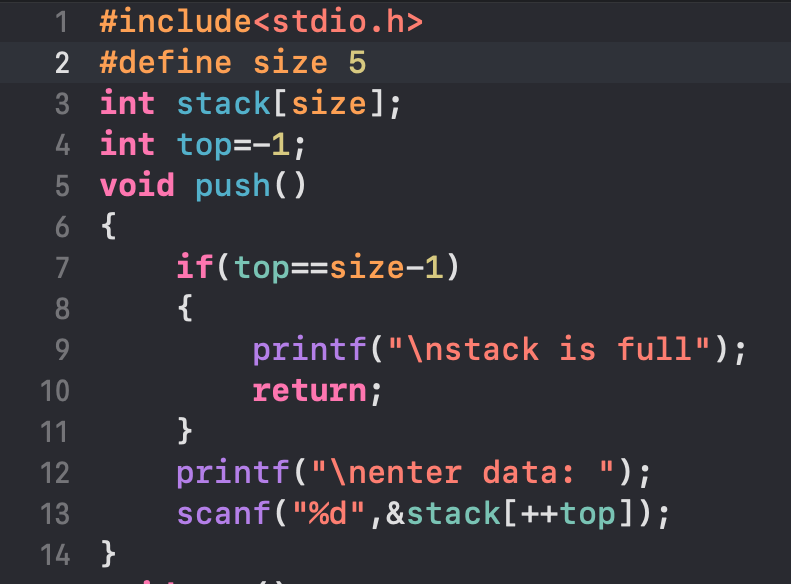 1 #include<stdio.h>
2 #define size 5
3 int stack[size];
4 int top=-1;
5 void push()
6 {
7     if(top==size-1)
8     {
9         printf("\nstack is full");
10         return;
11     }
12     printf("\nenter data: ");
13     scanf("%d",&stack[++top]);
14 }